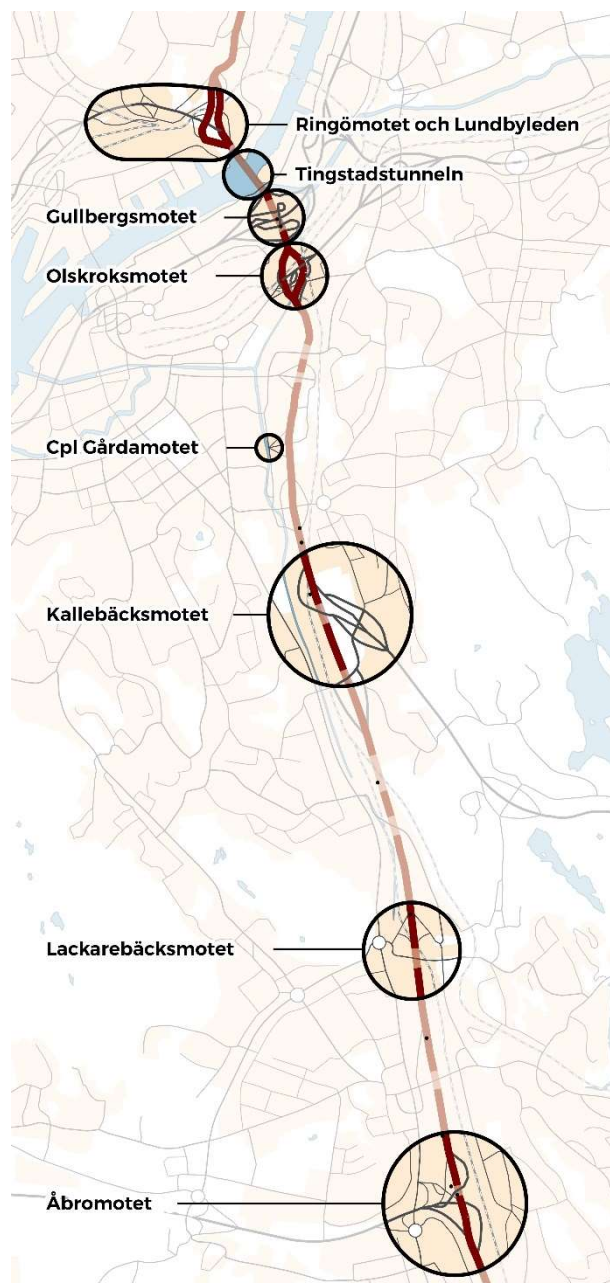 Ringömotet och Lundbyleden
Tingstadstunneln
Gullbergsmotet
Olskroksmotet
Cpl Gårdamotet
Kallebäcksmotet
Lackarebäcksmotet
Åbromotet